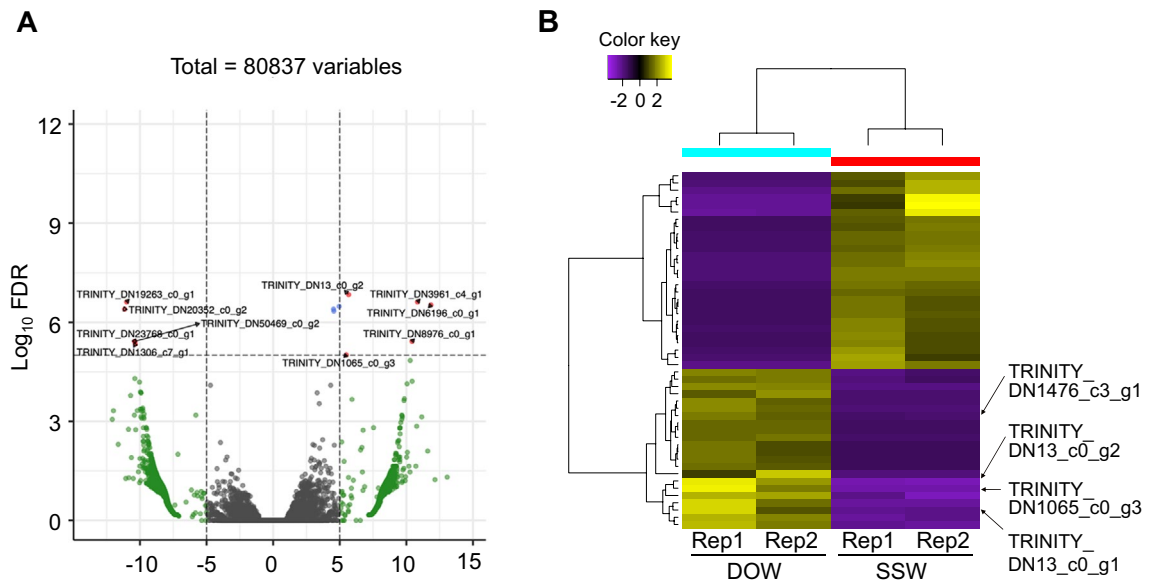 A
Total = 80837 variables
Log10 FDR
12
9
6
3
0
TRINITY_DN13_c0_g2
TRINITY_DN19263_c0_g1
TRINITY_DN3961_c4_g1
TRINITY_DN20352_c0_g2
TRINITY_DN6196_c0_g1
TRINITY_DN50469_c0_g2
TRINITY_DN23768_c0_g1
TRINITY_DN8976_c0_g1
TRINITY_DN1306_c7_g1
TRINITY_DN1065_c0_g3
-10 -5 0 5 10 15
B
Color key
-2 0 2
TRINITY_
DN1476_c3_g1
TRINITY_
DN13_c0_g2
TRINITY_
DN1065_c0_g3
TRINITY_
DN13_c0_g1
Rep1 Rep2 Rep1 Rep2
DOW SSW